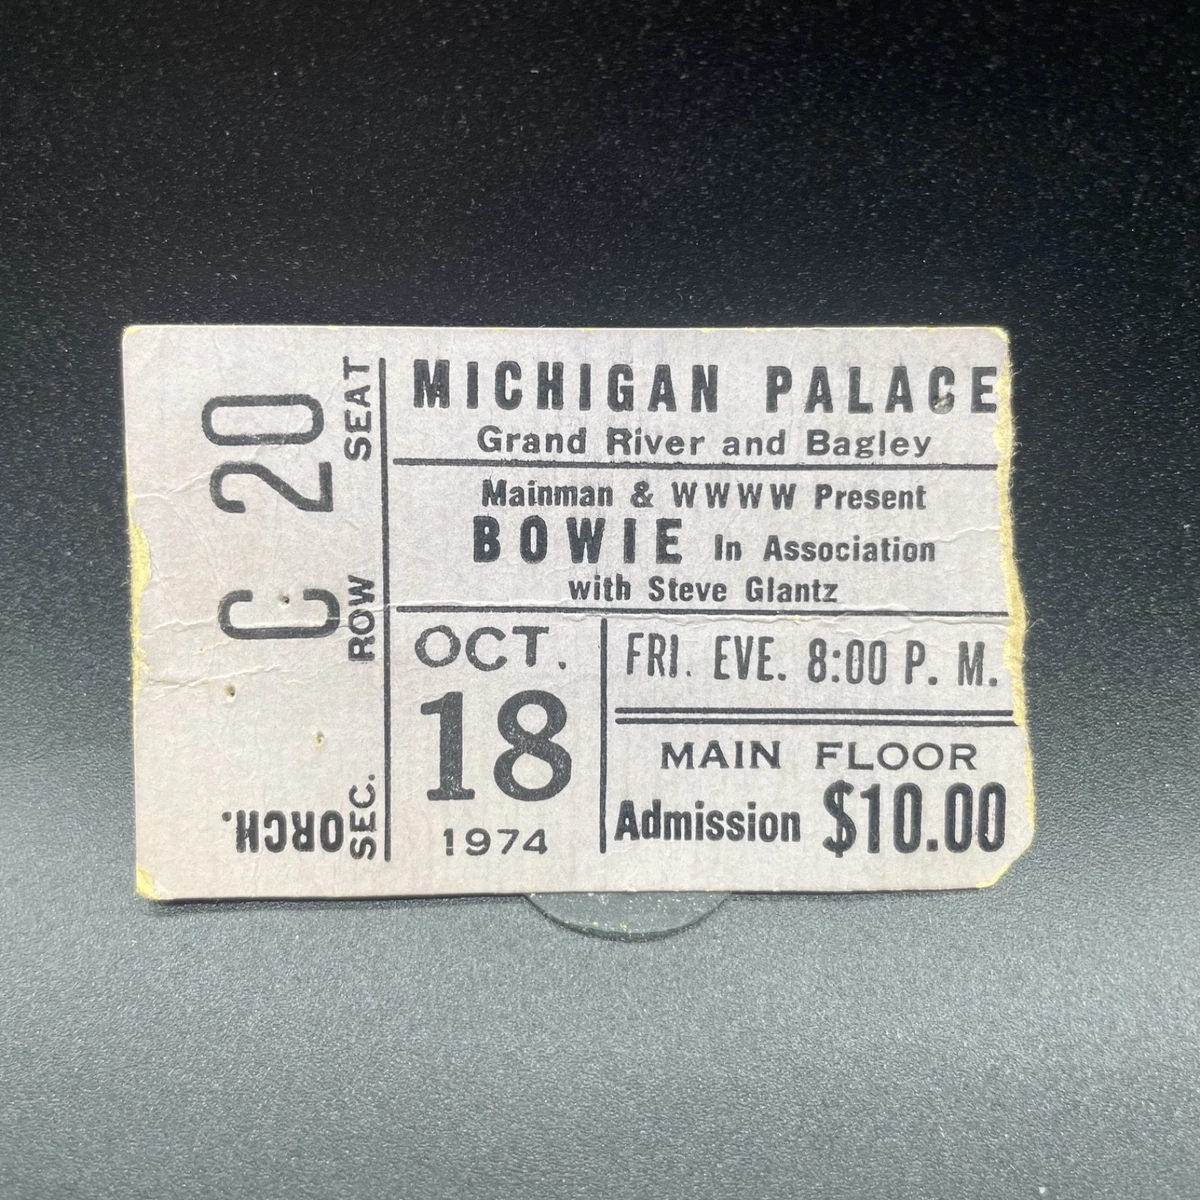 SEAT 20
ROW C
SEC. ORCH.
MICHIGAN PALACE
Grand River and Bagley
Mainman & WWWW Present
BOWIE In Association
with Steve Glantz
OCT.
18
1974
FRI. EVE. 8:00 P. M.
MAIN FLOOR
Admission $10.00